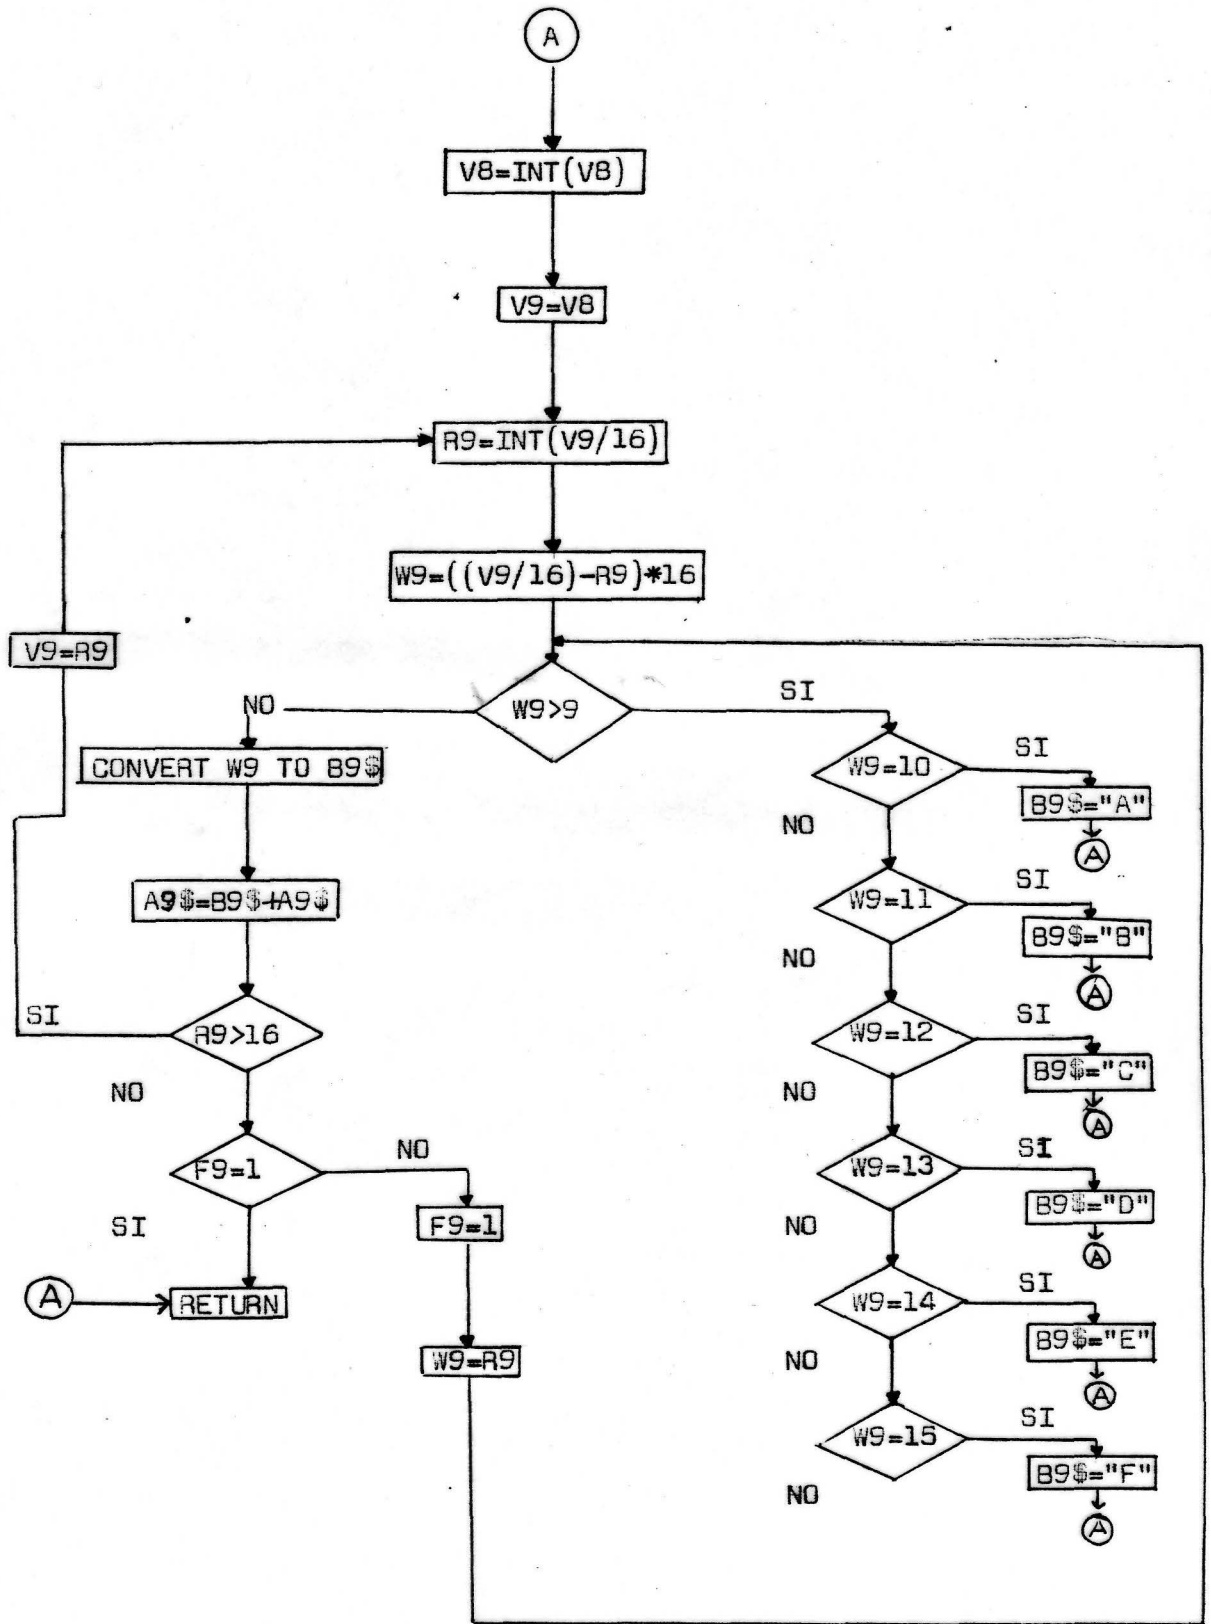 A
V8=INT(V8)
V9=V8
R9=INT(V9/16)
W9=((V9/16)-R9)*16
V9=R9
W9>9
NO
SI
CONVERT W9 TO B9$
A9$=B9$+A9$
R9>16
SI
NO
F9=1
NO
SI
F9=1
A
RETURN
W9=R9
W9=10
SI
NO
B9$="A"
A
W9=11
SI
NO
B9$="B"
A
W9=12
SI
NO
B9$="C"
A
W9=13
SI
NO
B9$="D"
A
W9=14
SI
NO
B9$="E"
A
W9=15
SI
NO
B9$="F"
A